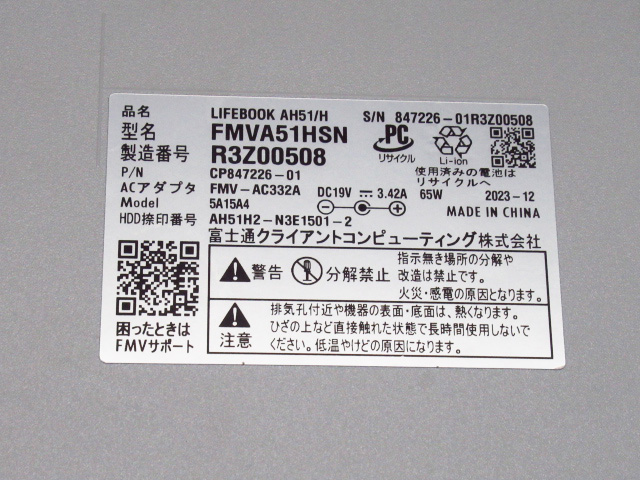 品名 LIFEBOOK AH51/H S/N 847226-01R3Z00508
型名 FMVA51HSN
製造番号 R3Z00508
PC リサイクル
Li-ion
P/N CP847226-01
使用済みの電池は
リサイクルへ
ACアダプタ FMV-AC332A DC19V 3.42A 65W 2023-12
Model 5A15A4
MADE IN CHINA
HDD捺印番号 AH51H2-N3E1501-2
富士通クライアントコンピューティング株式会社
警告 分解禁止
指示無き場所の分解や
改造は禁止です。
火災・感電の原因となります。
注意
排気孔付近や機器の表面・底面は、熱くなります。
ひざの上など直接触れた状態で長時間使用しないで
ください。低温やけどの原因になります。
困ったときは
FMVサポート